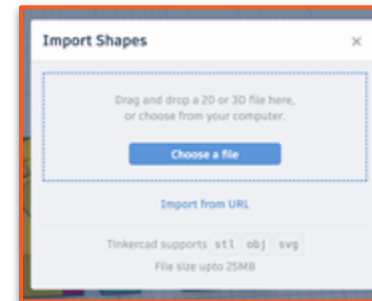 Import Shapes ×
Drag and drop a 2D or 3D file here,
or choose from your computer.
Choose a file
Import from URL
Tinkercad supports stl obj svg
File size upto 25MB